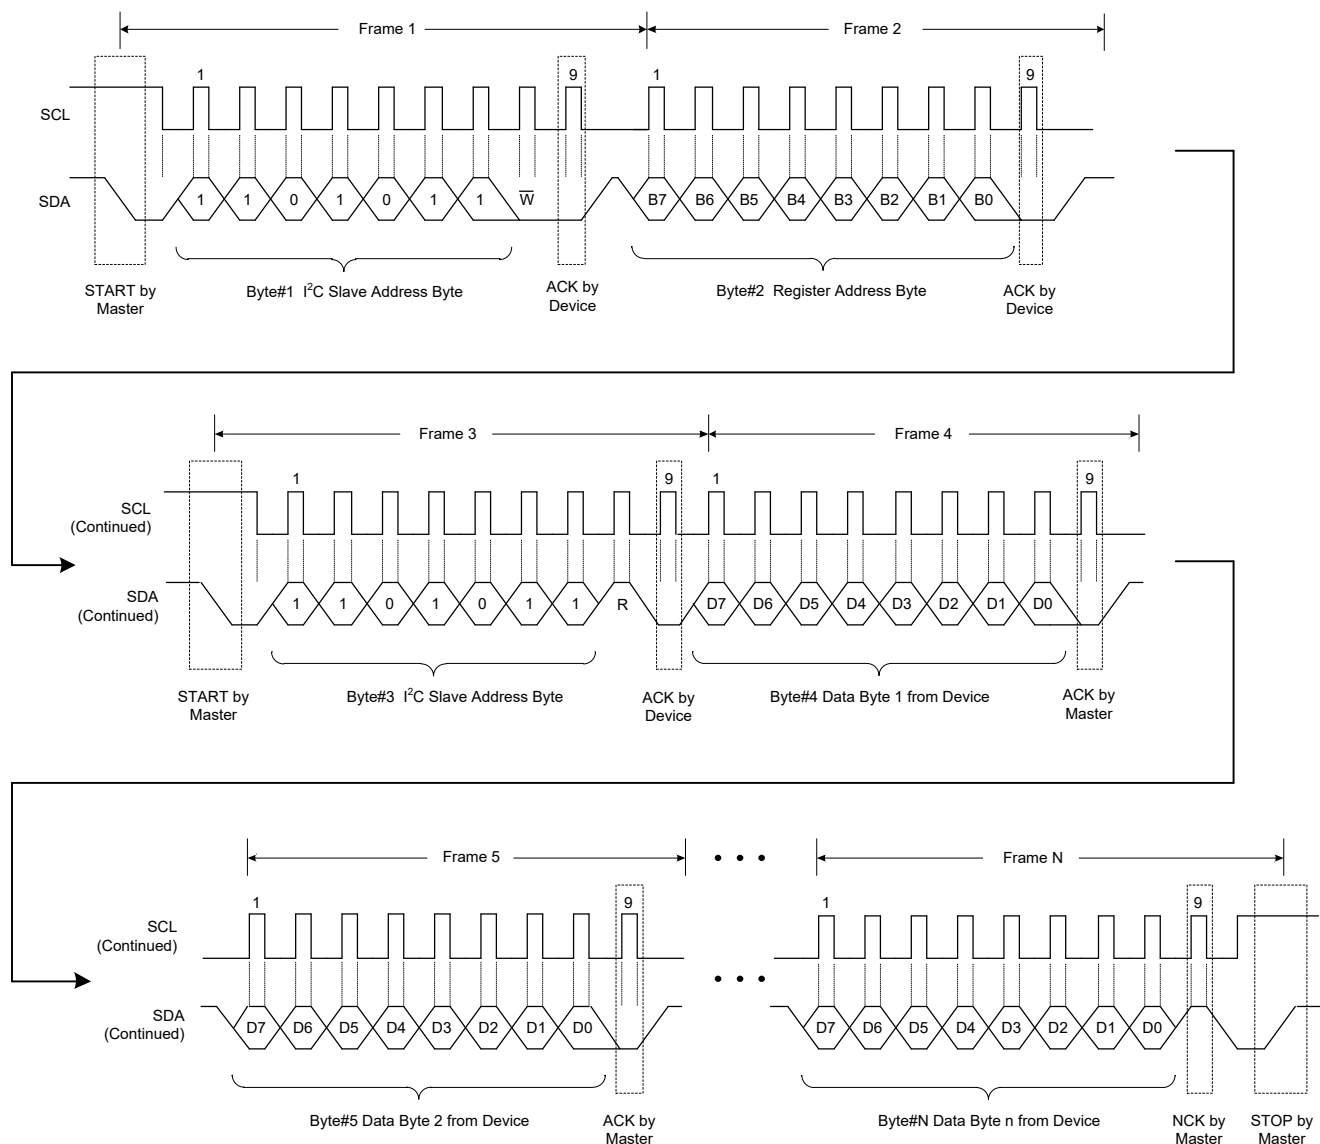 Frame 1 Frame 2
1 9 1 9
SCL
SDA 1 1 0 1 0 1 1 W̅ B7 B6 B5 B4 B3 B2 B1 B0
START by
Master
Byte#1 I²C Slave Address Byte
ACK by
Device
Byte#2 Register Address Byte
ACK by
Device
Frame 3 Frame 4
1 9 1 9
SCL
(Continued)
SDA
(Continued)
1 1 0 1 0 1 1 R D7 D6 D5 D4 D3 D2 D1 D0
START by
Master
Byte#3 I²C Slave Address Byte
ACK by
Device
Byte#4 Data Byte 1 from Device
ACK by
Master
Frame 5 • • • Frame N
1 9 1 9
SCL
(Continued)
• • •
SDA
(Continued)
D7 D6 D5 D4 D3 D2 D1 D0 D7 D6 D5 D4 D3 D2 D1 D0
Byte#5 Data Byte 2 from Device
ACK by
Master
Byte#N Data Byte n from Device
NCK by
Master
STOP by
Master